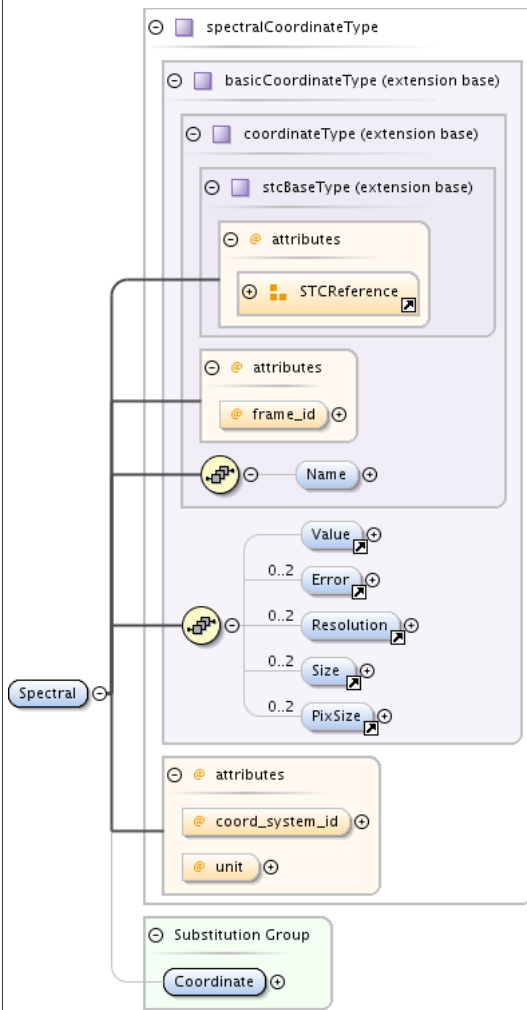 spectralCoordinateType
basicCoordinateType (extension base)
coordinateType (extension base)
stcBaseType (extension base)
@ attributes
STCReference
@ attributes
@ frame_id
Name
Value
0..2 Error
0..2 Resolution
0..2 Size
0..2 PixSize
Spectral
@ attributes
@ coord_system_id
@ unit
Substitution Group
Coordinate